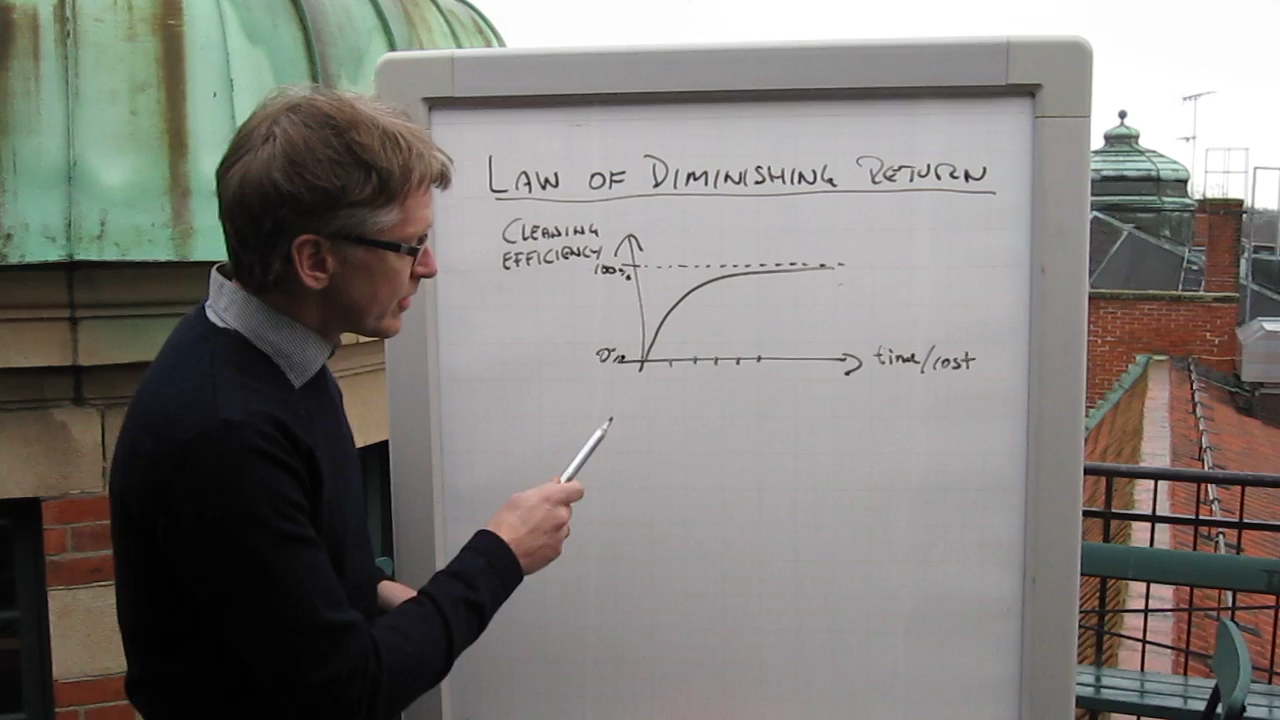 LAW OF DIMINISHING RETURN
CLEANING
EFFICIENCY
100%
0%
time/cost